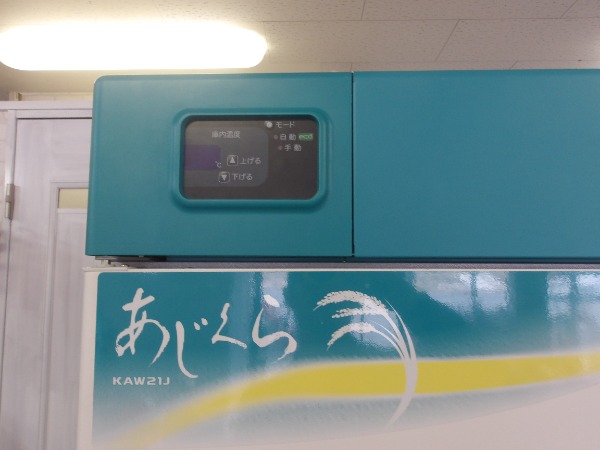 モード
庫内温度
自動 eco
手動
℃
上げる
下げる
あじくら
KAW21J